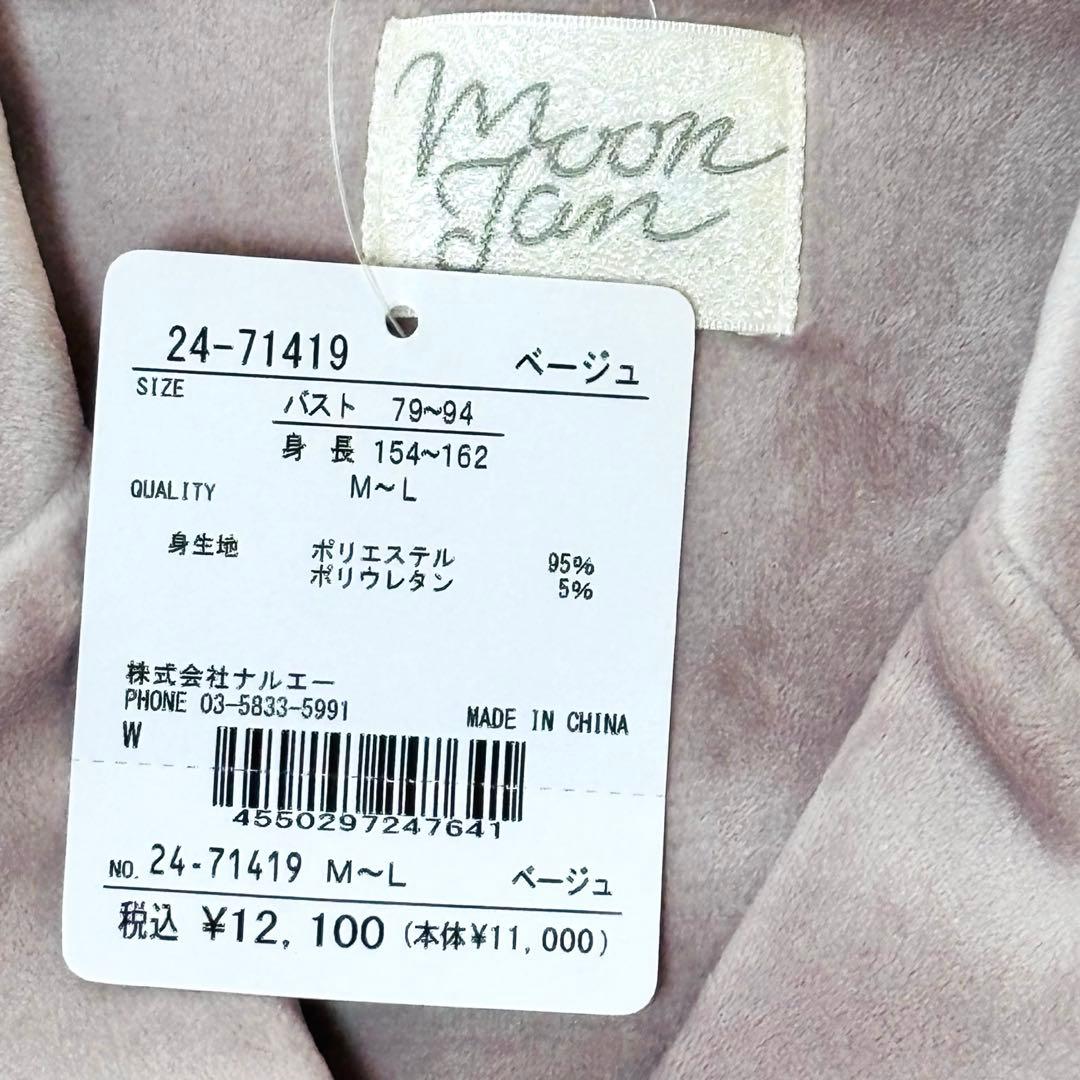 Moon
Jan
24-71419 ベージュ
SIZE
バスト 79~94
身 長 154~162
QUALITY M~L
身生地 ポリエステル 95%
ポリウレタン 5%
株式会社ナルエー
PHONE 03-5833-5991
MADE IN CHINA
W
4550297247641
NO. 24-71419 M~L ベージュ
税込 ¥12,100 (本体¥11,000)